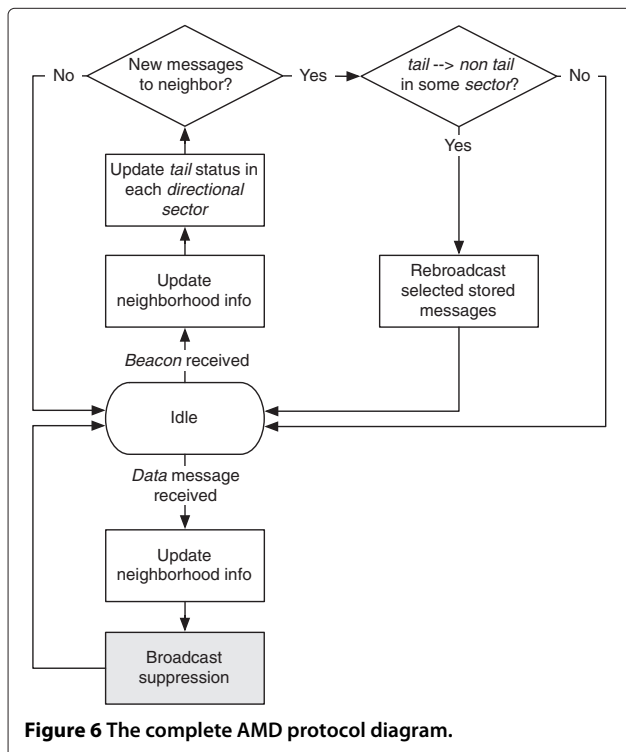 No
New messages
to neighbor?
Yes
tail --> non tail
in some sector?
No
Yes
Update tail status in
each directional
sector
Update
neighborhood info
Rebroadcast
selected stored
messages
Beacon received
Idle
Data message
received
Update
neighborhood info
Broadcast
suppression
Figure 6 The complete AMD protocol diagram.